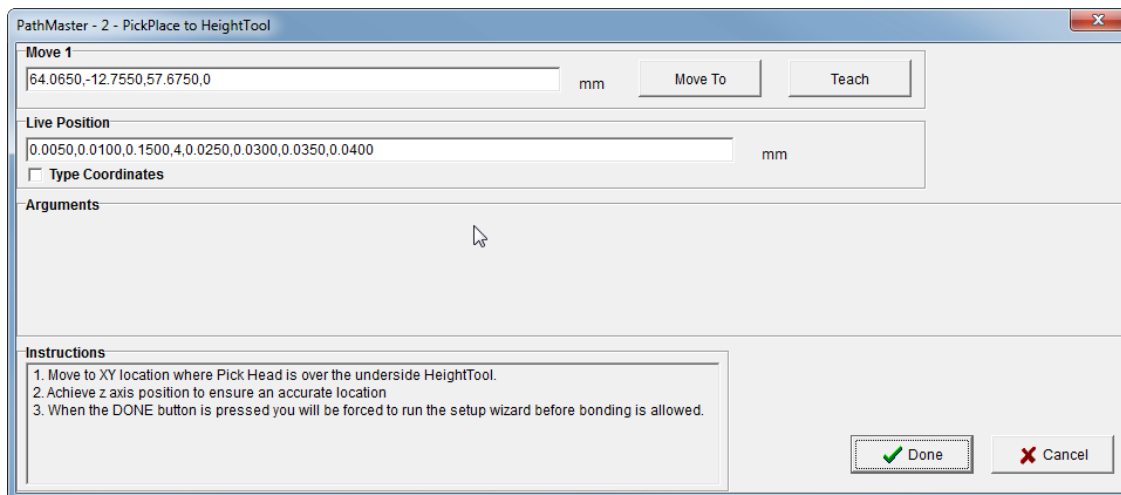 PathMaster - 2 - PickPlace to HeightTool
Move 1
64.0650,-12.7550,57.6750,0
mm
Move To
Teach
Live Position
0.0050,0.0100,0.1500,4,0.0250,0.0300,0.0350,0.0400
mm
Type Coordinates
Arguments
Instructions
1. Move to XY location where Pick Head is over the underside HeightTool.
2. Achieve z axis position to ensure an accurate location
3. When the DONE button is pressed you will be forced to run the setup wizard before bonding is allowed.
Done
Cancel